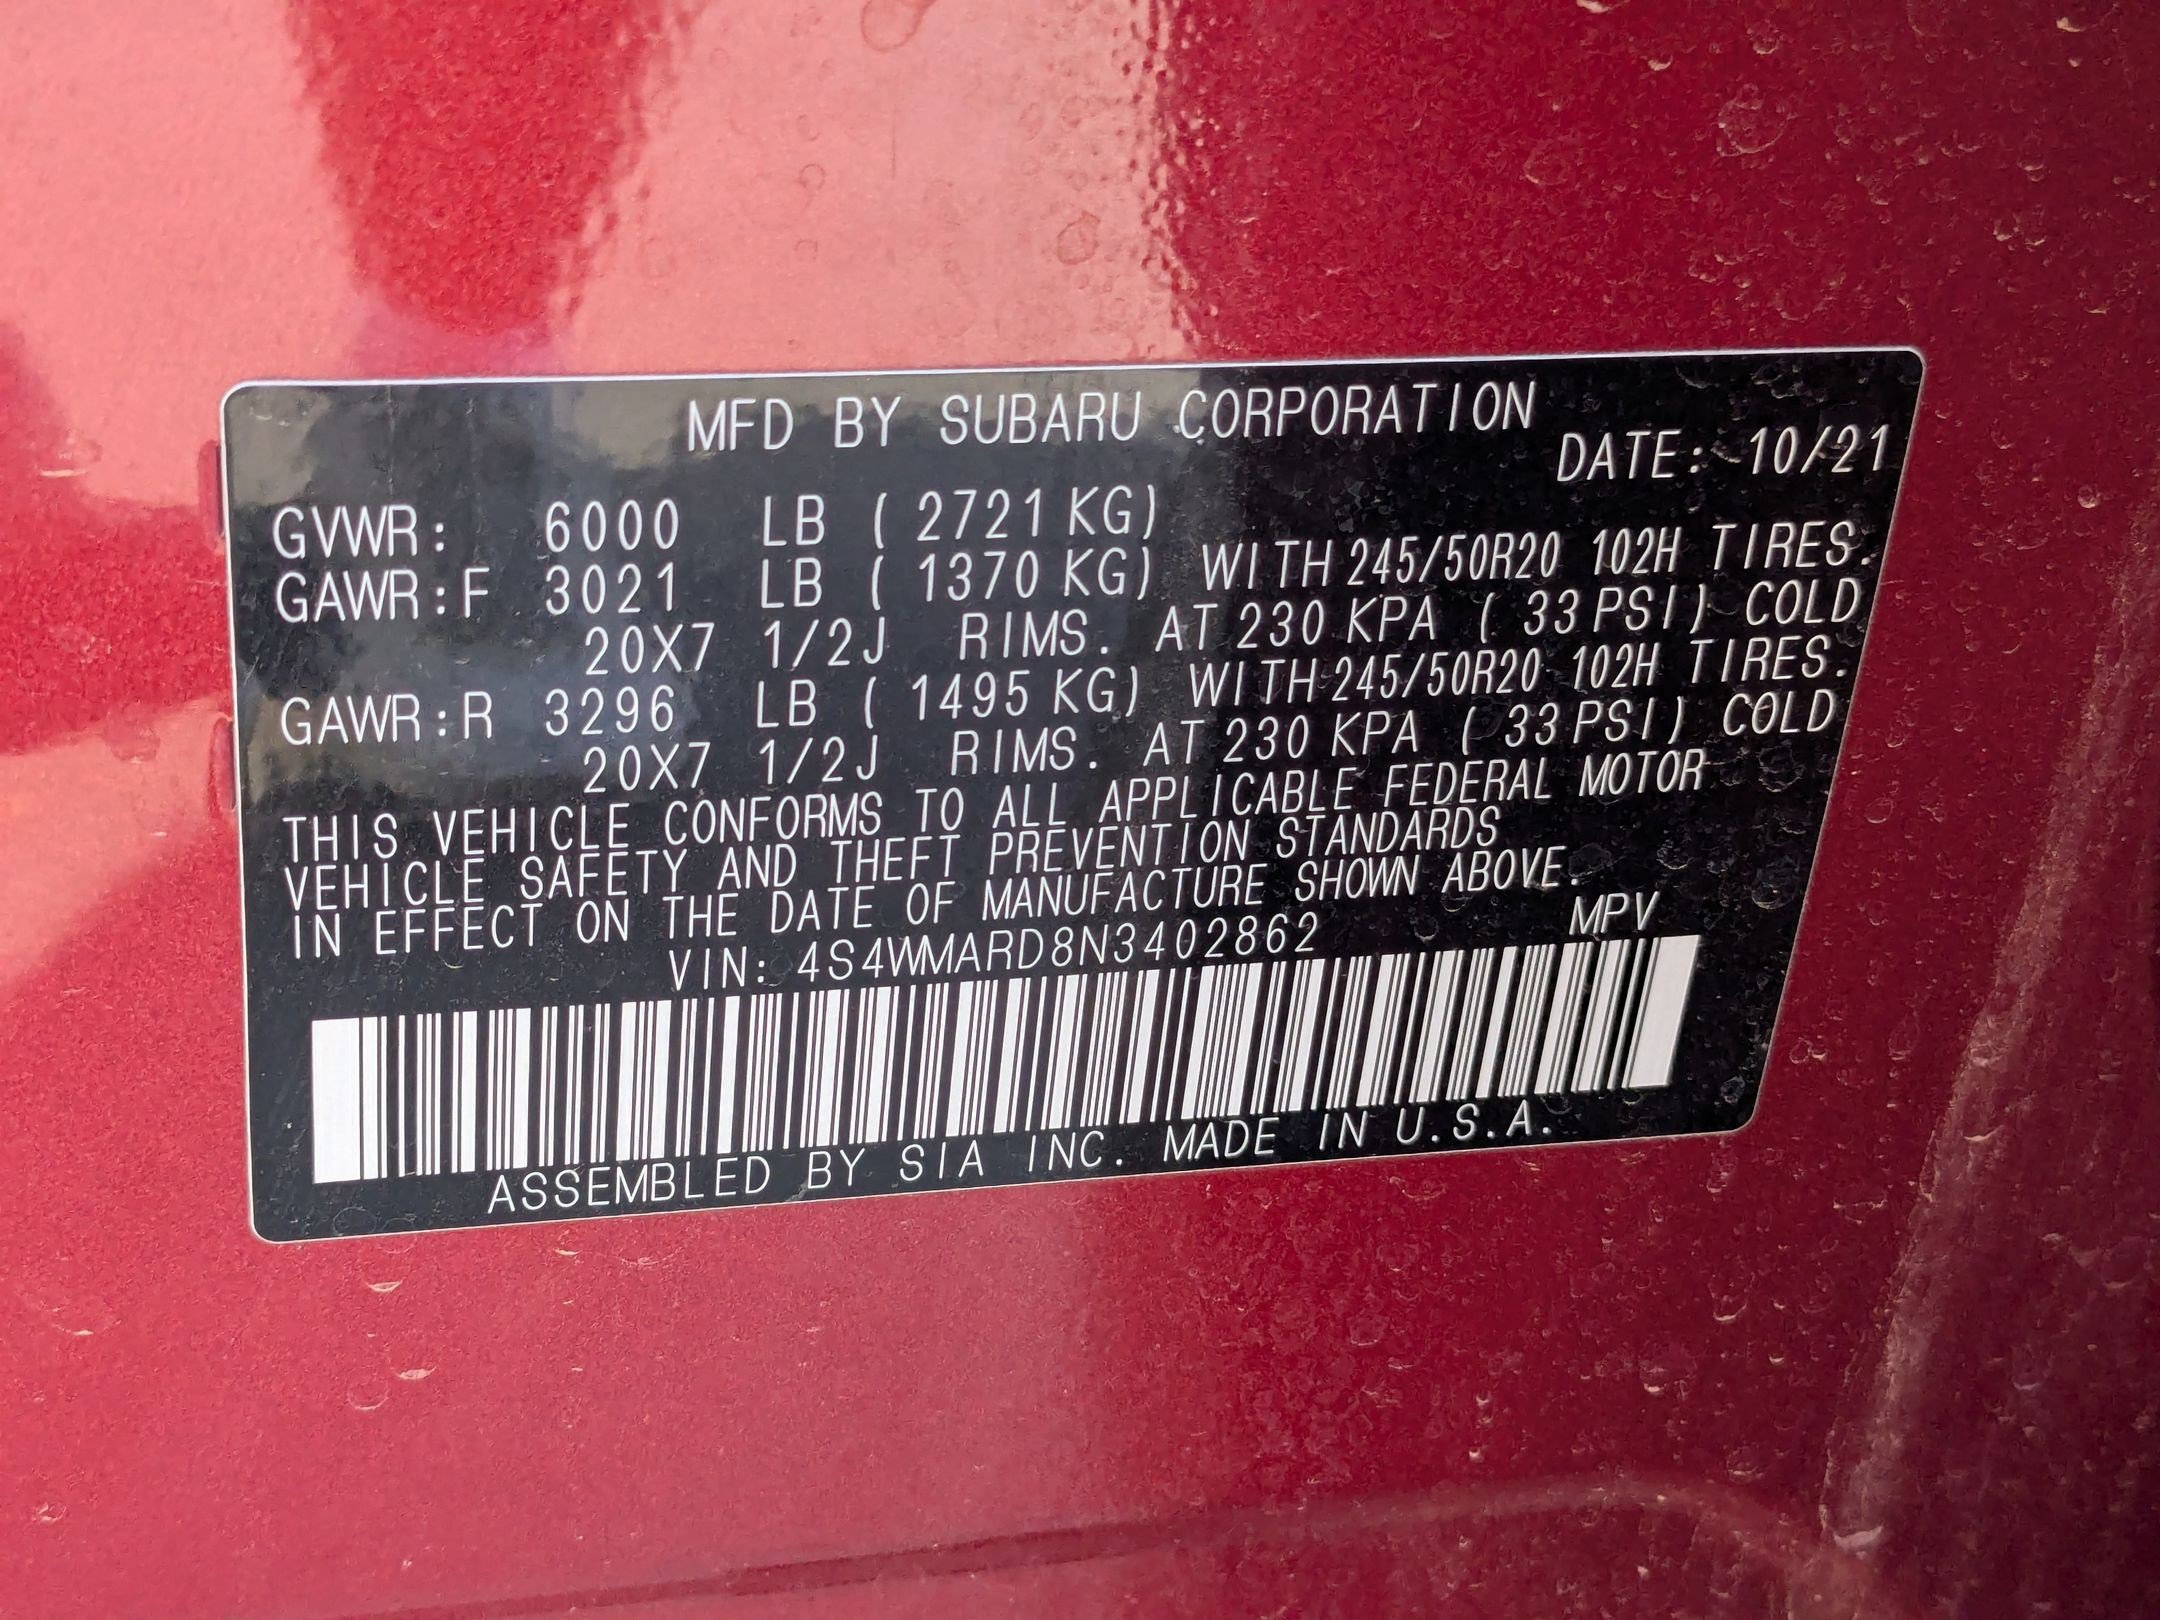 MFD BY SUBARU CORPORATION
DATE: 10/21
GVWR: 6000 LB ( 2721 KG)
GAWR:F 3021 LB ( 1370 KG) WITH 245/50R20 102H TIRES.
20X7 1/2J RIMS. AT 230 KPA ( 33 PSI) COLD
GAWR:R 3296 LB ( 1495 KG) WITH 245/50R20 102H TIRES.
20X7 1/2J RIMS. AT 230 KPA ( 33 PSI) COLD
THIS VEHICLE CONFORMS TO ALL APPLICABLE FEDERAL MOTOR
VEHICLE SAFETY AND THEFT PREVENTION STANDARDS
IN EFFECT ON THE DATE OF MANUFACTURE SHOWN ABOVE.
VIN: 4S4WMARD8N3402862 MPV
ASSEMBLED BY SIA INC. MADE IN U.S.A.